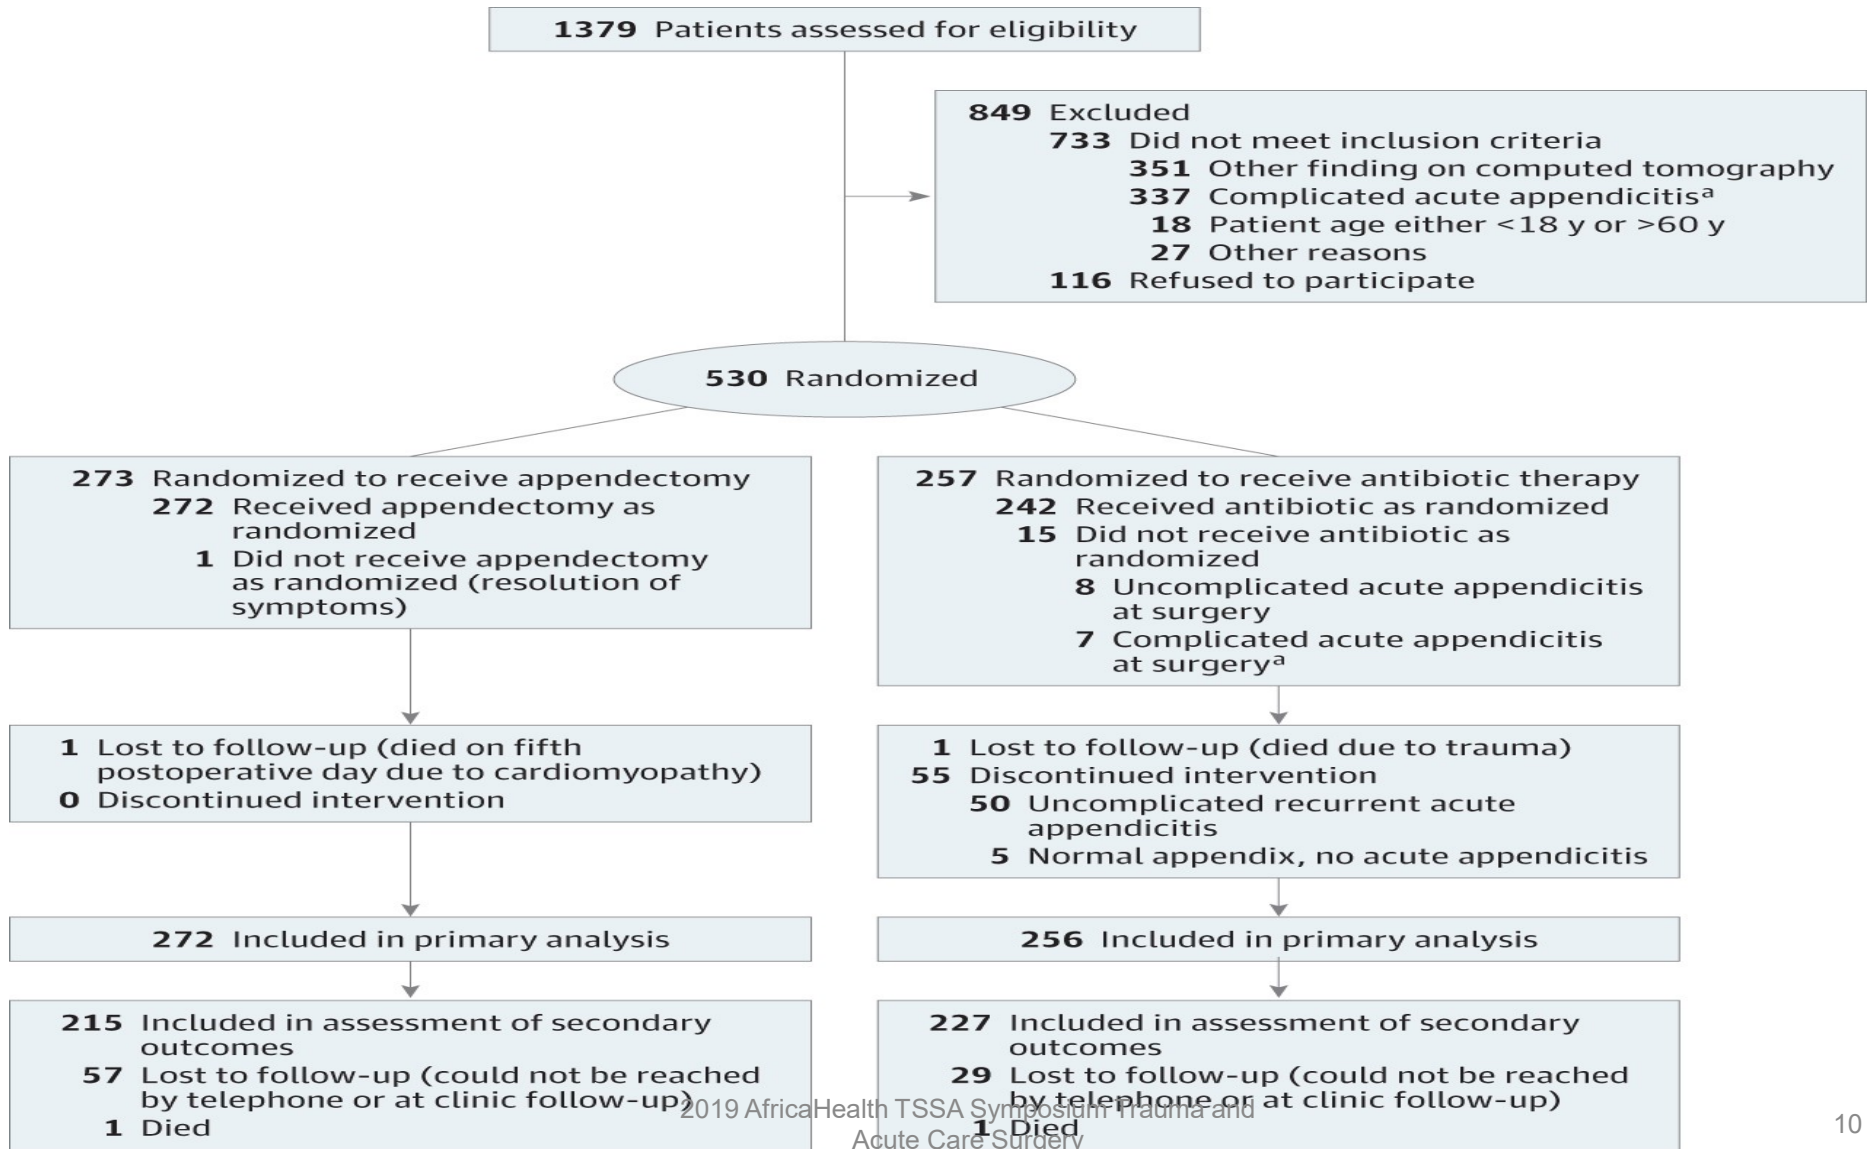 1379 Patients assessed for eligibility
849 Excluded
733 Did not meet inclusion criteria
351 Other finding on computed tomography
337 Complicated acute appendicitisᵃ
18 Patient age either <18 y or >60 y
27 Other reasons
116 Refused to participate
530 Randomized
273 Randomized to receive appendectomy
272 Received appendectomy as
randomized
1 Did not receive appendectomy
as randomized (resolution of
symptoms)
257 Randomized to receive antibiotic therapy
242 Received antibiotic as randomized
15 Did not receive antibiotic as
randomized
8 Uncomplicated acute appendicitis
at surgery
7 Complicated acute appendicitis
at surgeryᵃ
1 Lost to follow-up (died on fifth
postoperative day due to cardiomyopathy)
0 Discontinued intervention
1 Lost to follow-up (died due to trauma)
55 Discontinued intervention
50 Uncomplicated recurrent acute
appendicitis
5 Normal appendix, no acute appendicitis
272 Included in primary analysis
256 Included in primary analysis
215 Included in assessment of secondary
outcomes
57 Lost to follow-up (could not be reached
by telephone or at clinic follow-up)
1 Died
227 Included in assessment of secondary
outcomes
29 Lost to follow-up (could not be reached
by telephone or at clinic follow-up)
1 Died
2019 AfricaHealth TSSA Symposium Trauma and
Acute Care Surgery
10